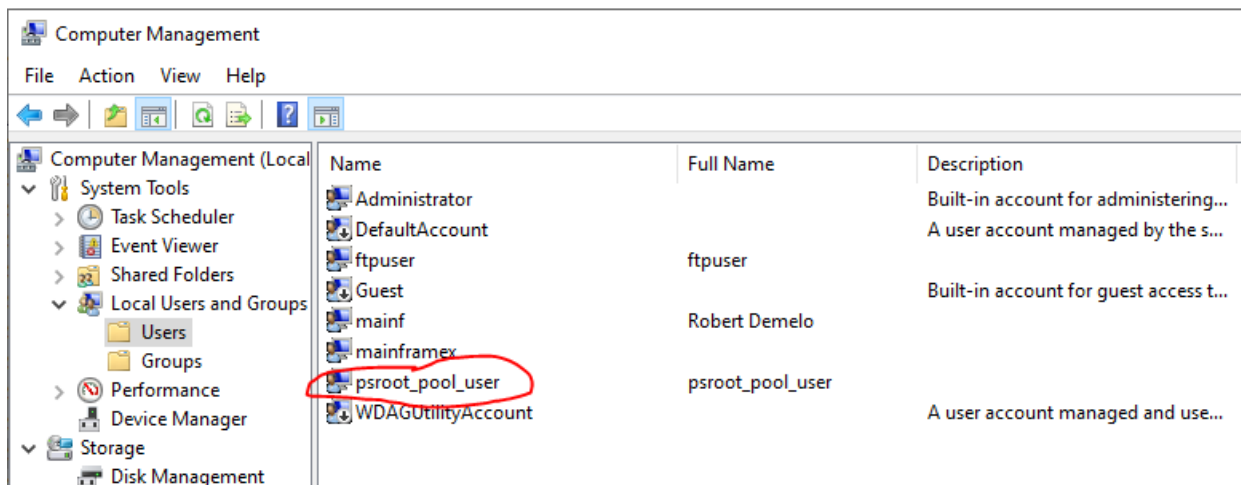 Computer Management
File Action View Help
Computer Management (Local
System Tools
Task Scheduler
Event Viewer
Shared Folders
Local Users and Groups
Users
Groups
Performance
Device Manager
Storage
Disk Management
Name Full Name Description
Administrator Built-in account for administering...
DefaultAccount A user account managed by the s...
ftpuser ftpuser
Guest Built-in account for guest access t...
mainf Robert Demelo
mainframex
psroot_pool_user psroot_pool_user
WDAGUtilityAccount A user account managed and use...